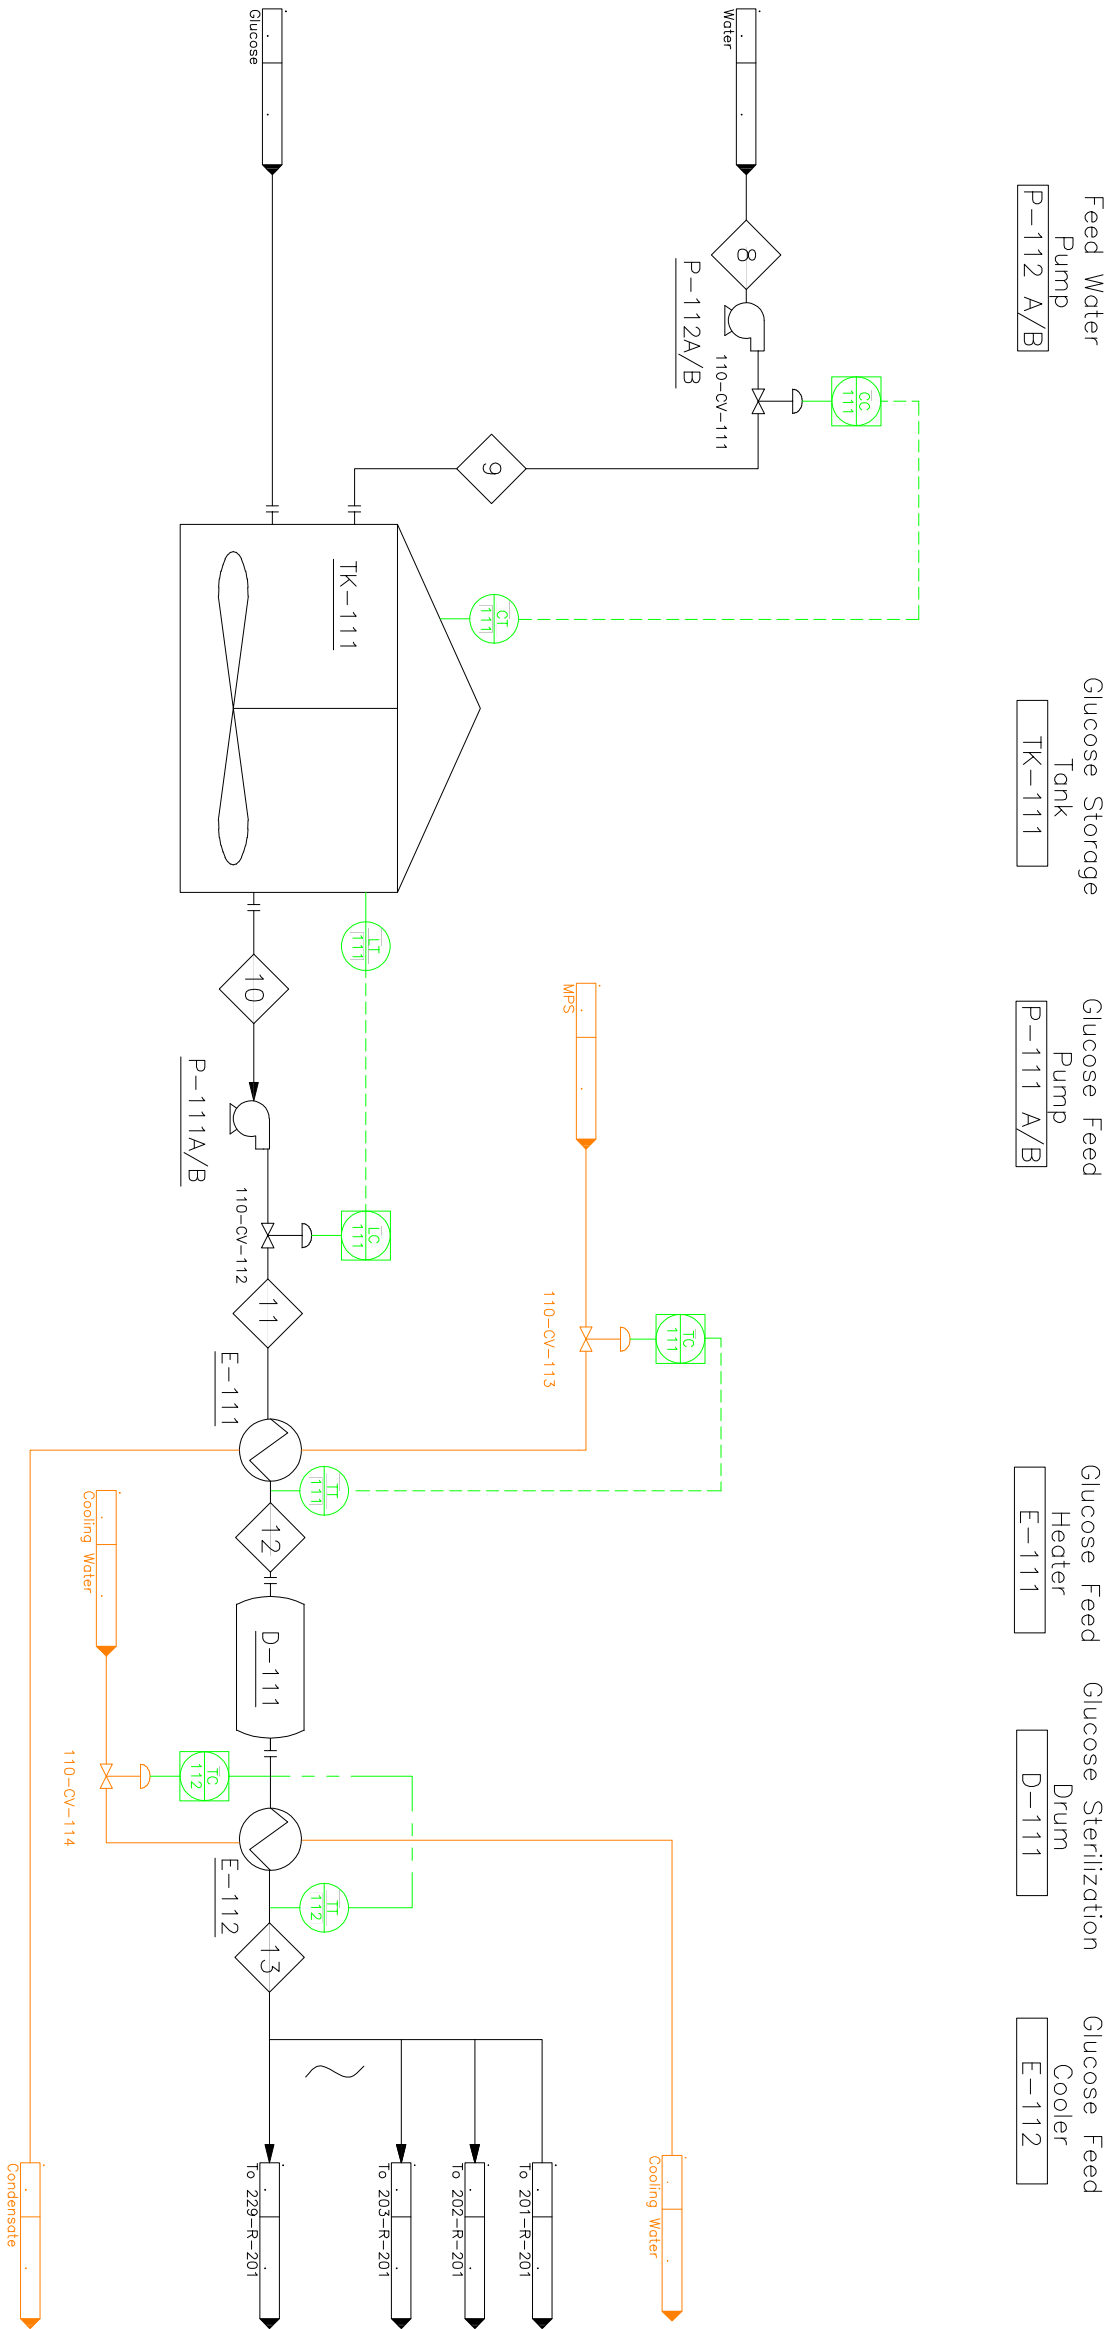 Feed Water
Pump
P-112 A/B
Glucose Storage
Tank
TK-111
Glucose Feed
Pump
P-111 A/B
Glucose Feed
Heater
E-111
Glucose Sterilization
Drum
D-111
Glucose Feed
Cooler
E-112
Water
8
P-112A/B
110-CV-111
CC
111
9
CT
111
Glucose
TK-111
LT
111
10
P-111A/B
110-CV-112
LC
111
11
MPS
110-CV-113
TC
111
E-111
TT
111
12
D-111
Cooling Water
110-CV-114
TC
112
E-112
TT
112
13
Cooling Water
To 201-R-201
To 202-R-201
To 203-R-201
To 229-R-201
Condensate